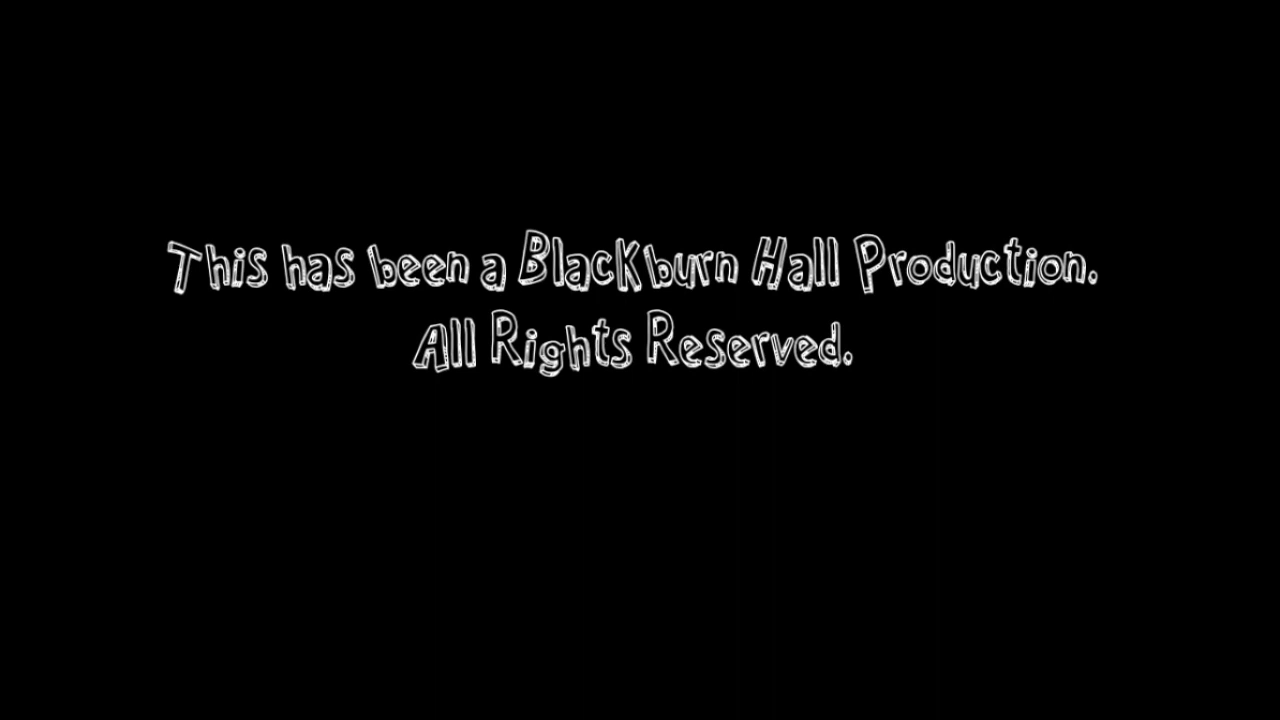 This has been a Blackburn Hall Production.
All Rights Reserved.